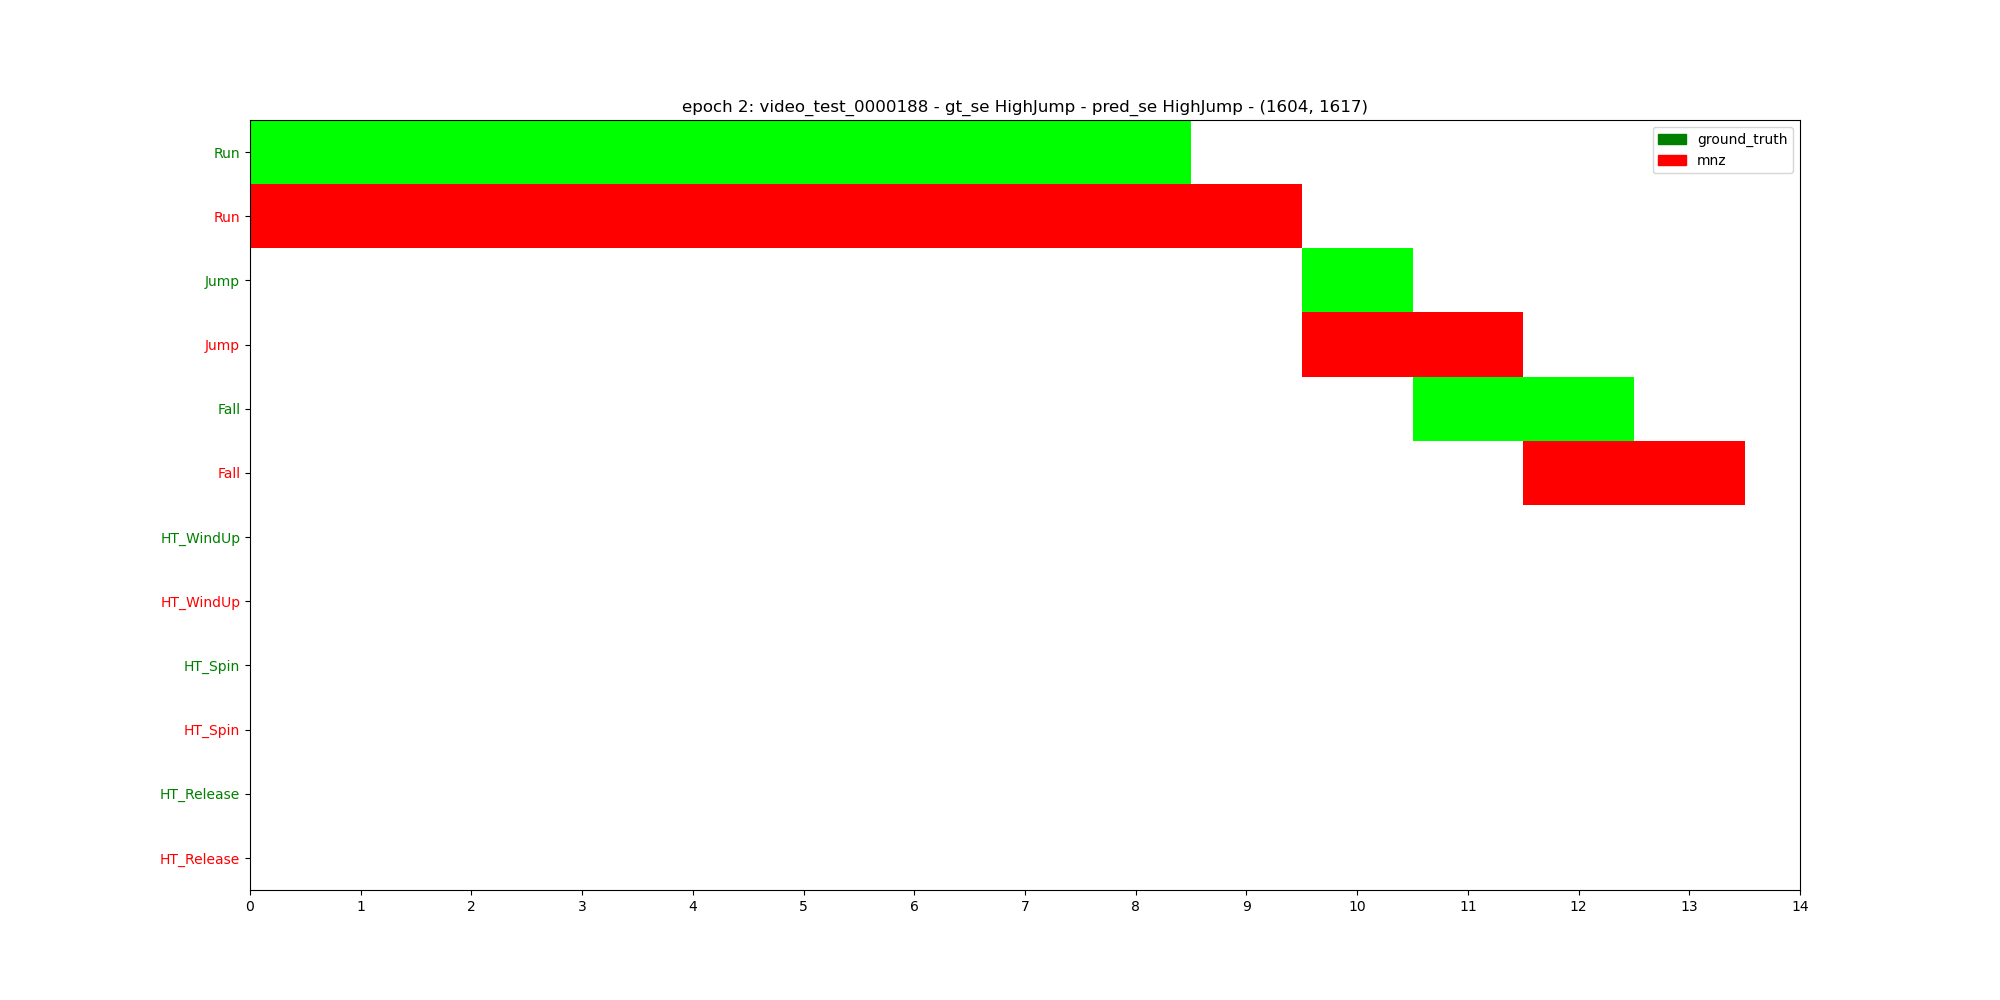 epoch 2: video_test_0000188 - gt_se HighJump - pred_se HighJump - (1604, 1617)
ground_truth
mnz
Run
Run
Jump
Jump
Fall
Fall
HT_WindUp
HT_WindUp
HT_Spin
HT_Spin
HT_Release
HT_Release
0 1 2 3 4 5 6 7 8 9 10 11 12 13 14